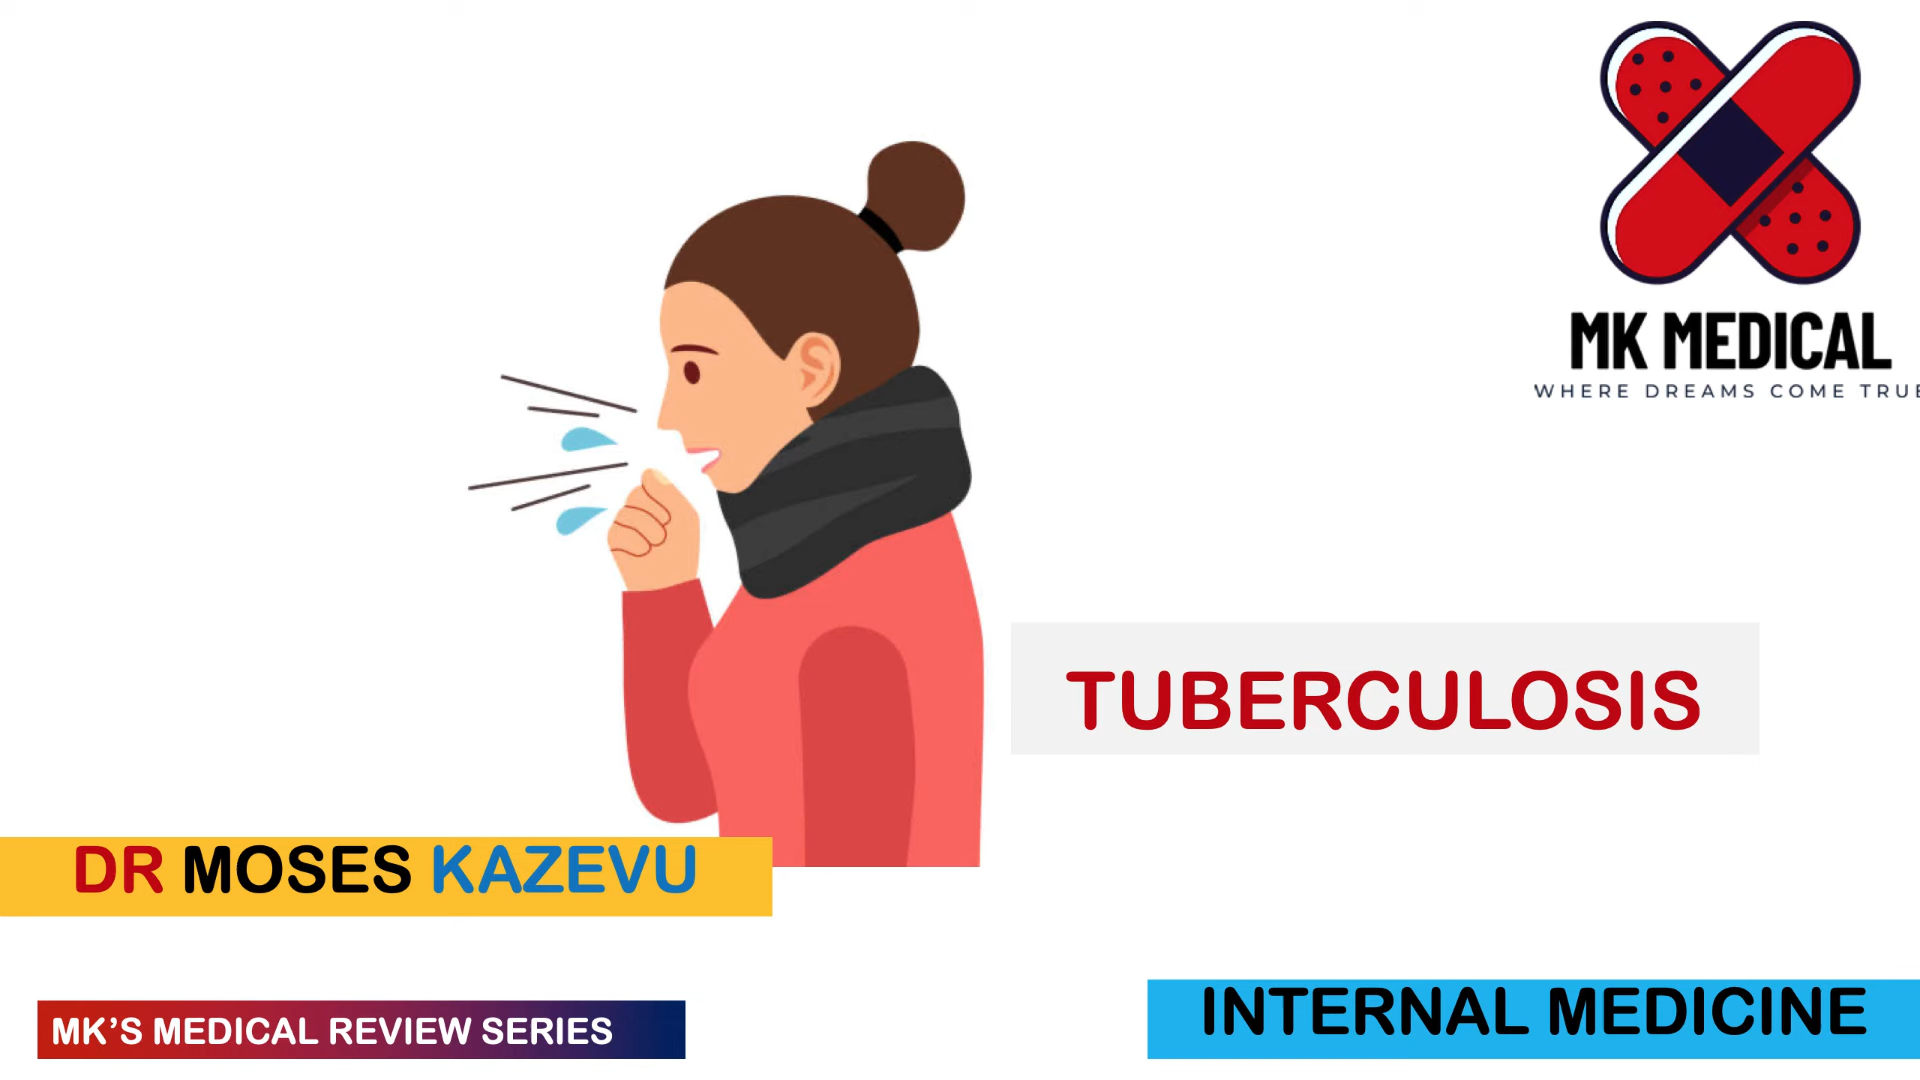 MK MEDICAL
WHERE DREAMS COME TRUE
TUBERCULOSIS
DR MOSES KAZEVU
MK’S MEDICAL REVIEW SERIES
INTERNAL MEDICINE